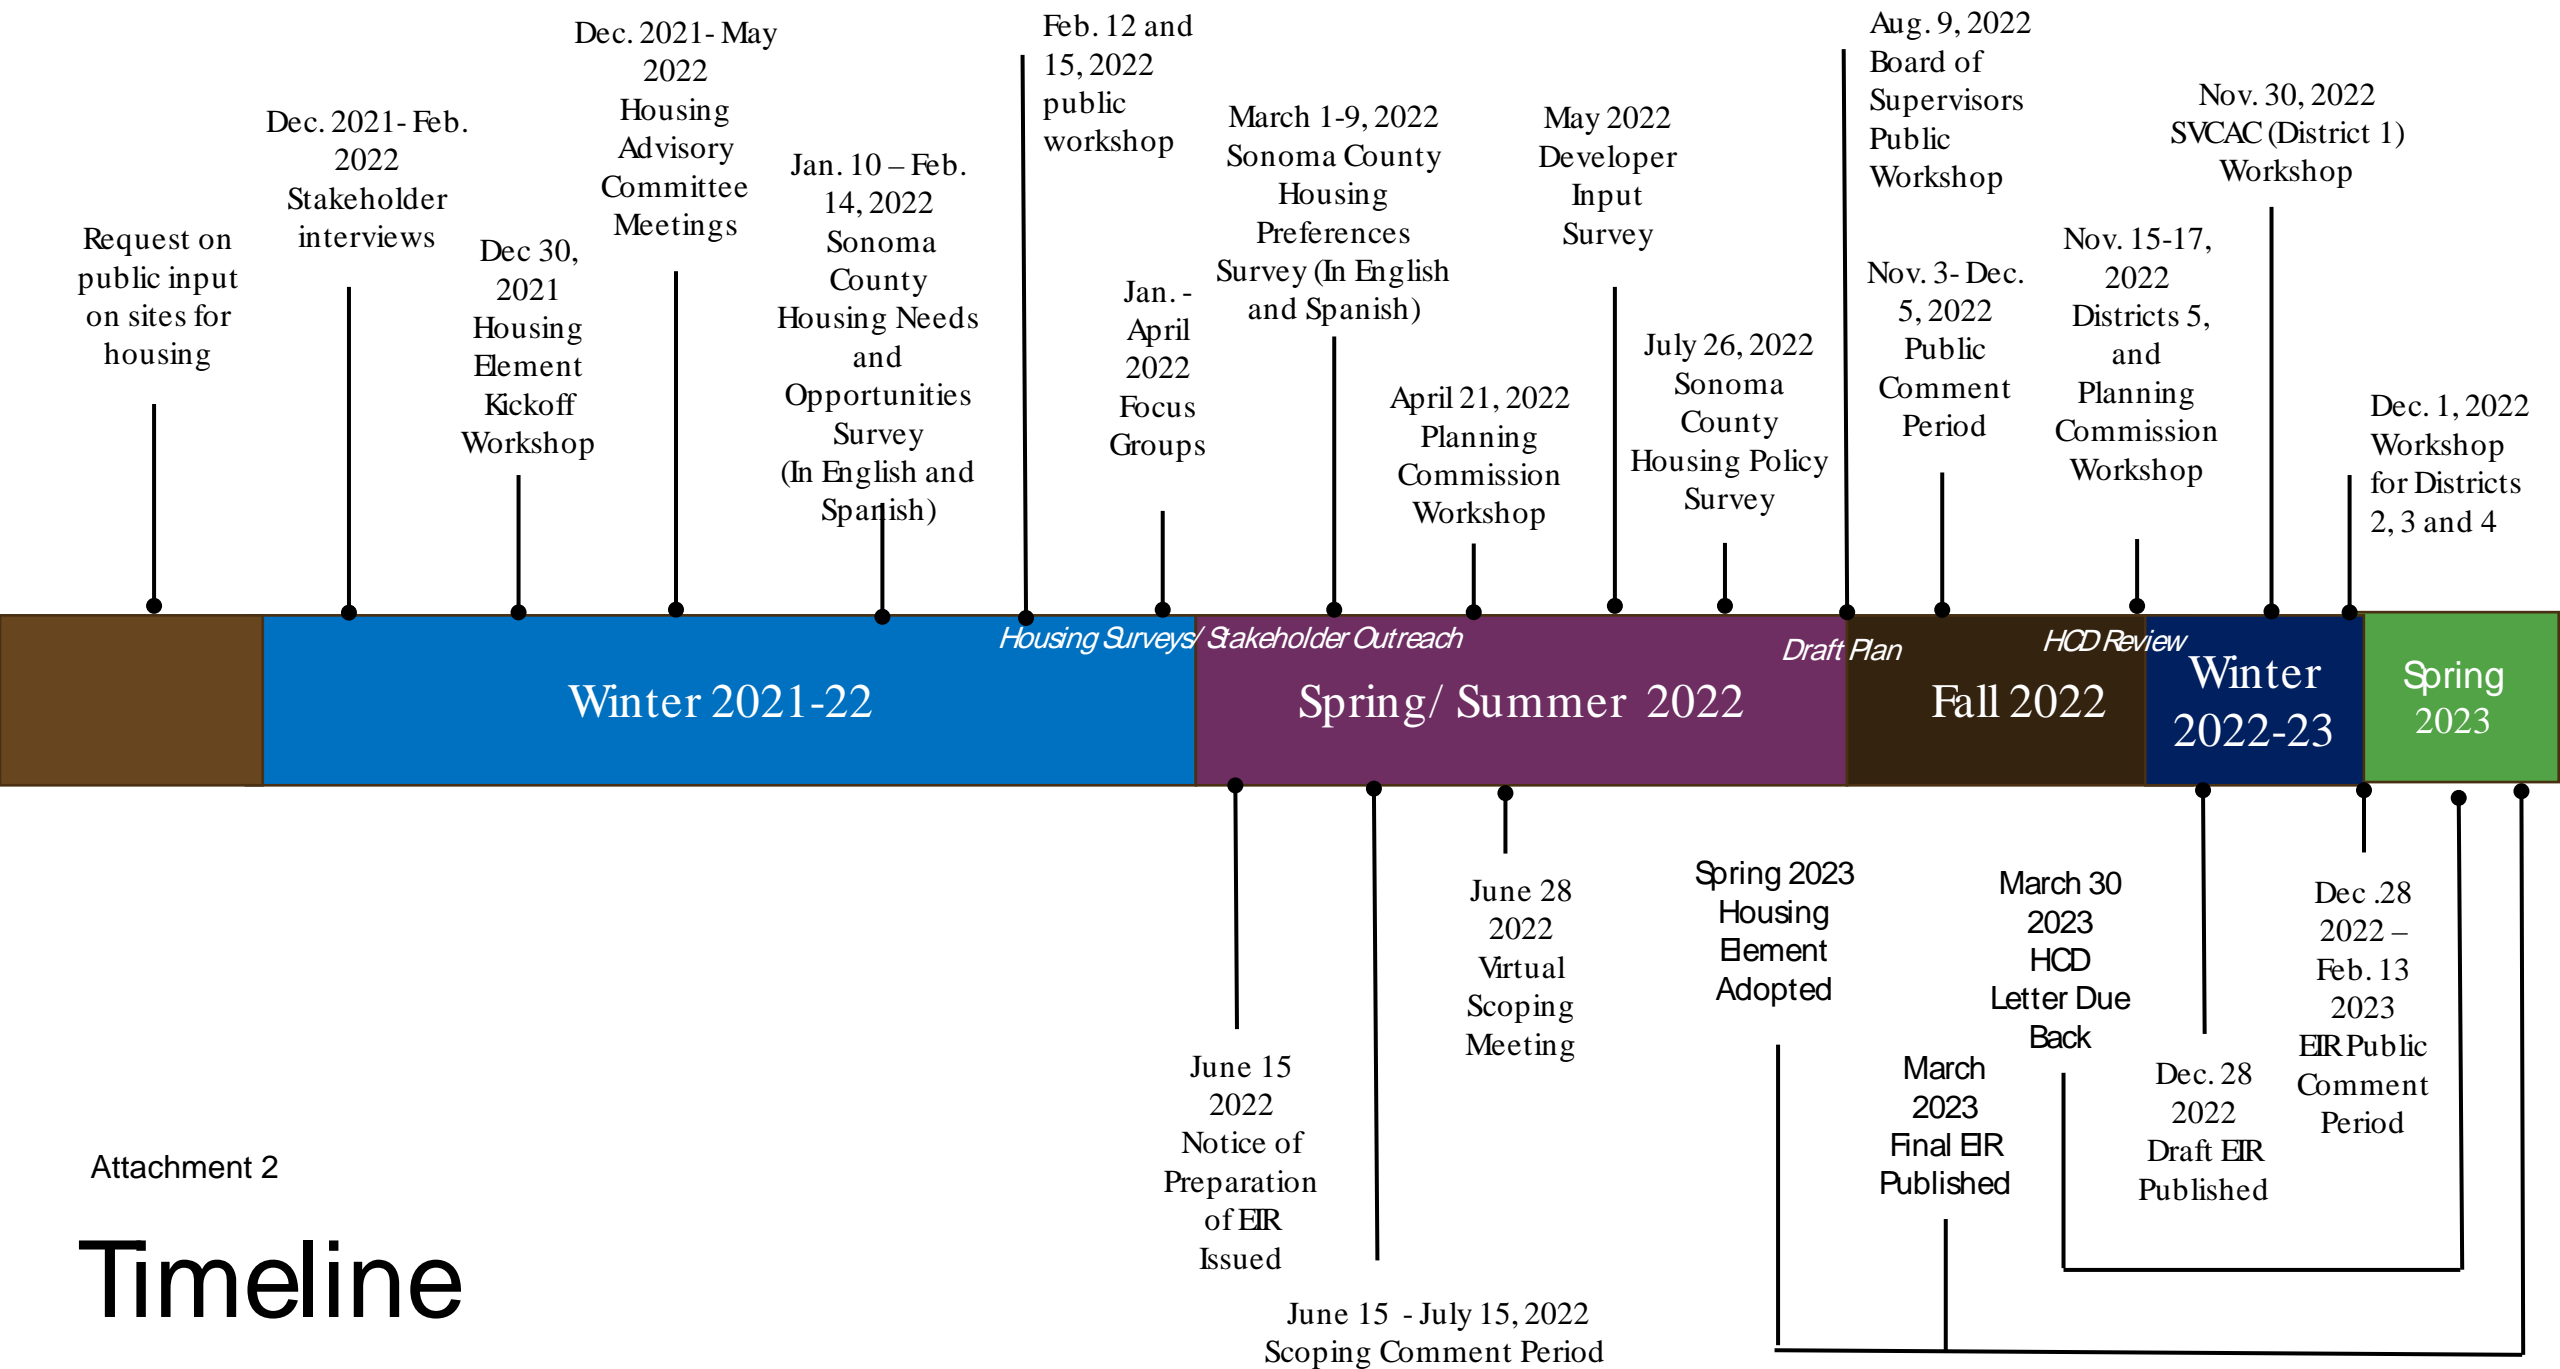 Request on
public input
on sites for
housing
Dec. 2021- Feb.
2022
Stakeholder
interviews
Dec 30,
2021
Housing
Element
Kickoff
Workshop
Dec. 2021- May
2022
Housing
Advisory
Committee
Meetings
Jan. 10 – Feb.
14, 2022
Sonoma
County
Housing Needs
and
Opportunities
Survey
(In English and
Spanish)
Feb. 12 and
15, 2022
public
workshop
Jan. -
April
2022
Focus
Groups
March 1-9, 2022
Sonoma County
Housing
Preferences
Survey (In English
and Spanish)
April 21, 2022
Planning
Commission
Workshop
May 2022
Developer
Input
Survey
July 26, 2022
Sonoma
County
Housing Policy
Survey
Aug. 9, 2022
Board of
Supervisors
Public
Workshop
Nov. 3- Dec.
5, 2022
Public
Comment
Period
Nov. 15-17,
2022
Districts 5,
and
Planning
Commission
Workshop
Nov. 30, 2022
SVCAC (District 1)
Workshop
Dec. 1, 2022
Workshop
for Districts
2, 3 and 4
Housing Surveys/ Stakeholder Outreach
Draft Plan
HCD Review
Winter 2021-22
Spring/ Summer 2022
Fall 2022
Winter
2022-23
Spring
2023
June 15
2022
Notice of
Preparation
of EIR
Issued
June 15 - July 15, 2022
Scoping Comment Period
June 28
2022
Virtual
Scoping
Meeting
Spring 2023
Housing
Element
Adopted
March
2023
Final EIR
Published
March 30
2023
HCD
Letter Due
Back
Dec. 28
2022
Draft EIR
Published
Dec .28
2022 –
Feb. 13
2023
EIR Public
Comment
Period
Attachment 2
Timeline